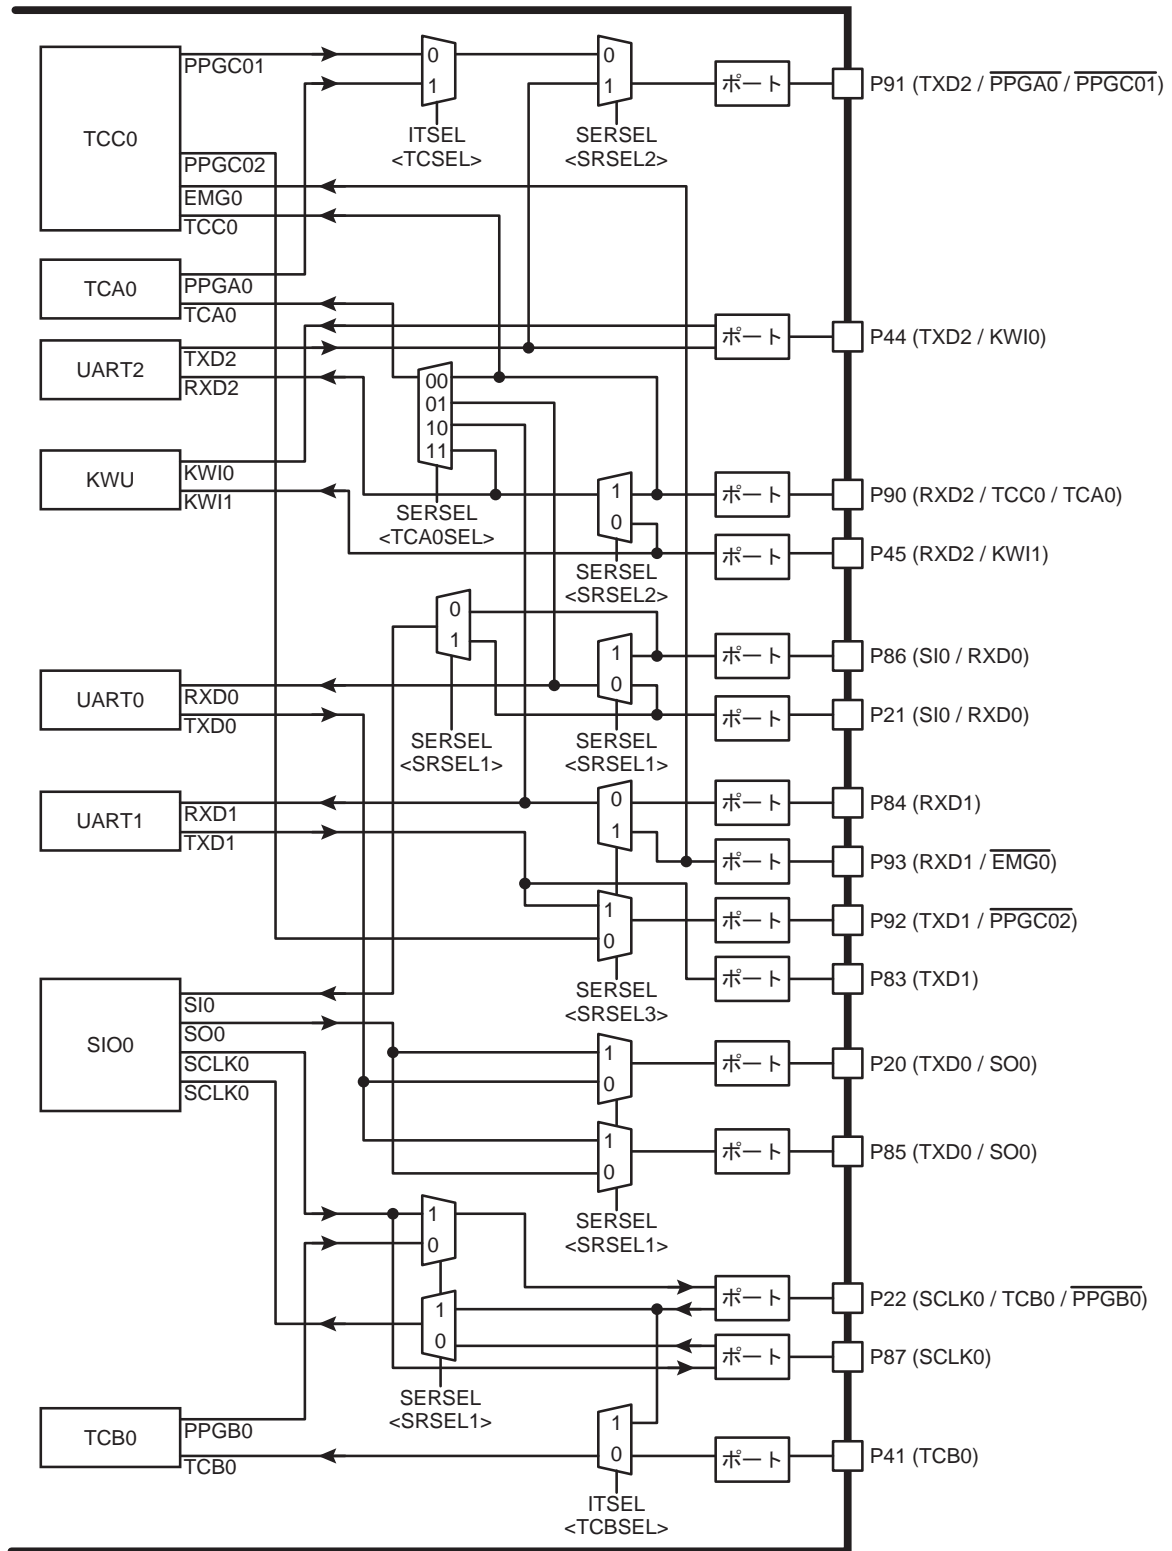 TCC0
PPGC01
PPGC02
EMG0
TCC0
0
1
ITSEL
<TCSEL>
0
1
SERSEL
<SRSEL2>
ポート
P91 (TXD2 / PPGA0 / PPGC01)
TCA0
PPGA0
TCA0
UART2
TXD2
RXD2
ポート
P44 (TXD2 / KWI0)
00
01
10
11
SERSEL
<TCA0SEL>
KWU
KWI0
KWI1
1
0
SERSEL
<SRSEL2>
ポート
P90 (RXD2 / TCC0 / TCA0)
ポート
P45 (RXD2 / KWI1)
0
1
SERSEL
<SRSEL1>
1
0
SERSEL
<SRSEL1>
ポート
P86 (SI0 / RXD0)
UART0
RXD0
TXD0
ポート
P21 (SI0 / RXD0)
UART1
RXD1
TXD1
0
1
ポート
P84 (RXD1)
ポート
P93 (RXD1 / EMG0)
1
0
SERSEL
<SRSEL3>
ポート
P92 (TXD1 / PPGC02)
ポート
P83 (TXD1)
SIO0
SI0
SO0
SCLK0
SCLK0
1
0
ポート
P20 (TXD0 / SO0)
1
0
SERSEL
<SRSEL1>
ポート
P85 (TXD0 / SO0)
1
0
1
0
SERSEL
<SRSEL1>
ポート
P22 (SCLK0 / TCB0 / PPGB0)
ポート
P87 (SCLK0)
TCB0
PPGB0
TCB0
1
0
ITSEL
<TCBSEL>
ポート
P41 (TCB0)